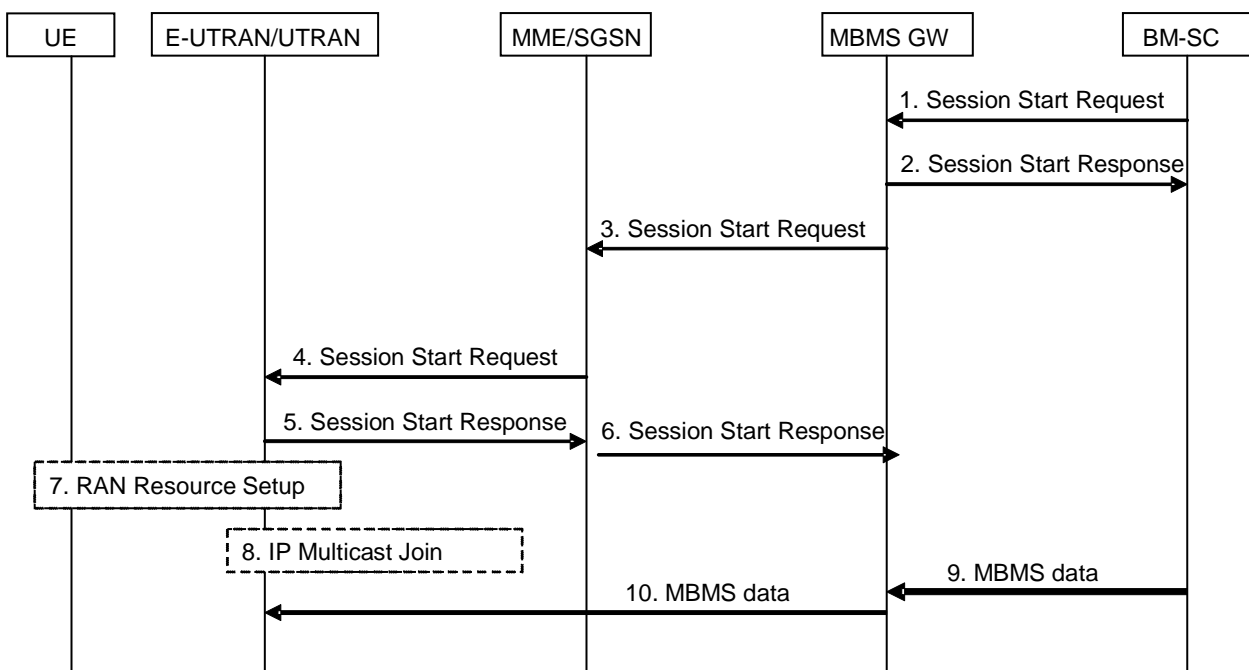 UE
E-UTRAN/UTRAN
MME/SGSN
MBMS GW
BM-SC
1. Session Start Request
2. Session Start Response
3. Session Start Request
4. Session Start Request
5. Session Start Response
6. Session Start Response
7. RAN Resource Setup
8. IP Multicast Join
9. MBMS data
10. MBMS data